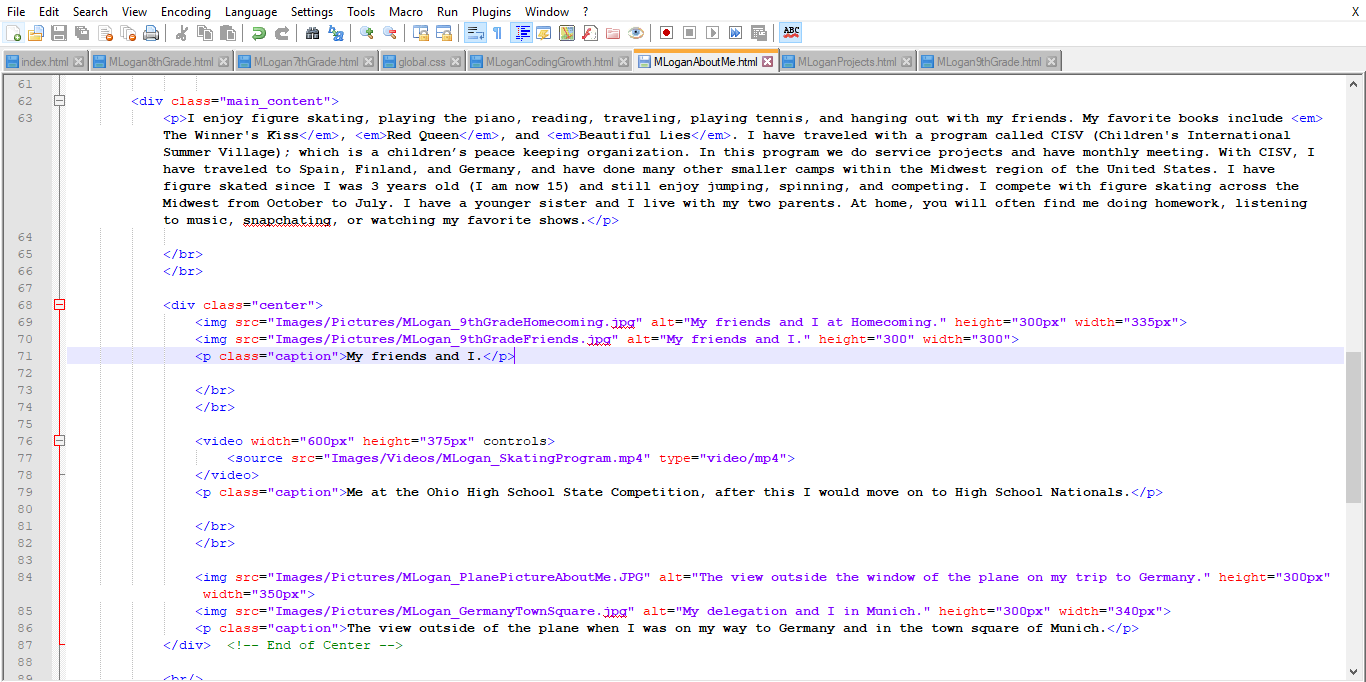 File Edit Search View Encoding Language Settings Tools Macro Run Plugins Window ? X
ABC
index.html MLogan8thGrade.html MLogan7thGrade.html global.css MLoganCodingGrowth.html MLoganAboutMe.html MLoganProjects.html MLogan9thGrade.html
61
62 <div class="main_content">
63 <p>I enjoy figure skating, playing the piano, reading, traveling, playing tennis, and hanging out with my friends. My favorite books include <em>
The Winner's Kiss</em>, <em>Red Queen</em>, and <em>Beautiful Lies</em>. I have traveled with a program called CISV (Children's International
Summer Village); which is a children’s peace keeping organization. In this program we do service projects and have monthly meeting. With CISV, I
have traveled to Spain, Finland, and Germany, and have done many other smaller camps within the Midwest region of the United States. I have
figure skated since I was 3 years old (I am now 15) and still enjoy jumping, spinning, and competing. I compete with figure skating across the
Midwest from October to July. I have a younger sister and I live with my two parents. At home, you will often find me doing homework, listening
to music, snapchating, or watching my favorite shows.</p>
64
65 </br>
66 </br>
67
68 <div class="center">
69 <img src="Images/Pictures/MLogan_9thGradeHomecoming.jpg" alt="My friends and I at Homecoming." height="300px" width="335px">
70 <img src="Images/Pictures/MLogan_9thGradeFriends.jpg" alt="My friends and I." height="300" width="300">
71 <p class="caption">My friends and I.</p>
72
73 </br>
74 </br>
75
76 <video width="600px" height="375px" controls>
77 <source src="Images/Videos/MLogan_SkatingProgram.mp4" type="video/mp4">
78 </video>
79 <p class="caption">Me at the Ohio High School State Competition, after this I would move on to High School Nationals.</p>
80
81 </br>
82 </br>
83
84 <img src="Images/Pictures/MLogan_PlanePictureAboutMe.JPG" alt="The view outside the window of the plane on my trip to Germany." height="300px"
width="350px">
85 <img src="Images/Pictures/MLogan_GermanyTownSquare.jpg" alt="My delegation and I in Munich." height="300px" width="340px">
86 <p class="caption">The view outside of the plane when I was on my way to Germany and in the town square of Munich.</p>
87 </div> <!-- End of Center -->
88
89 <br/>